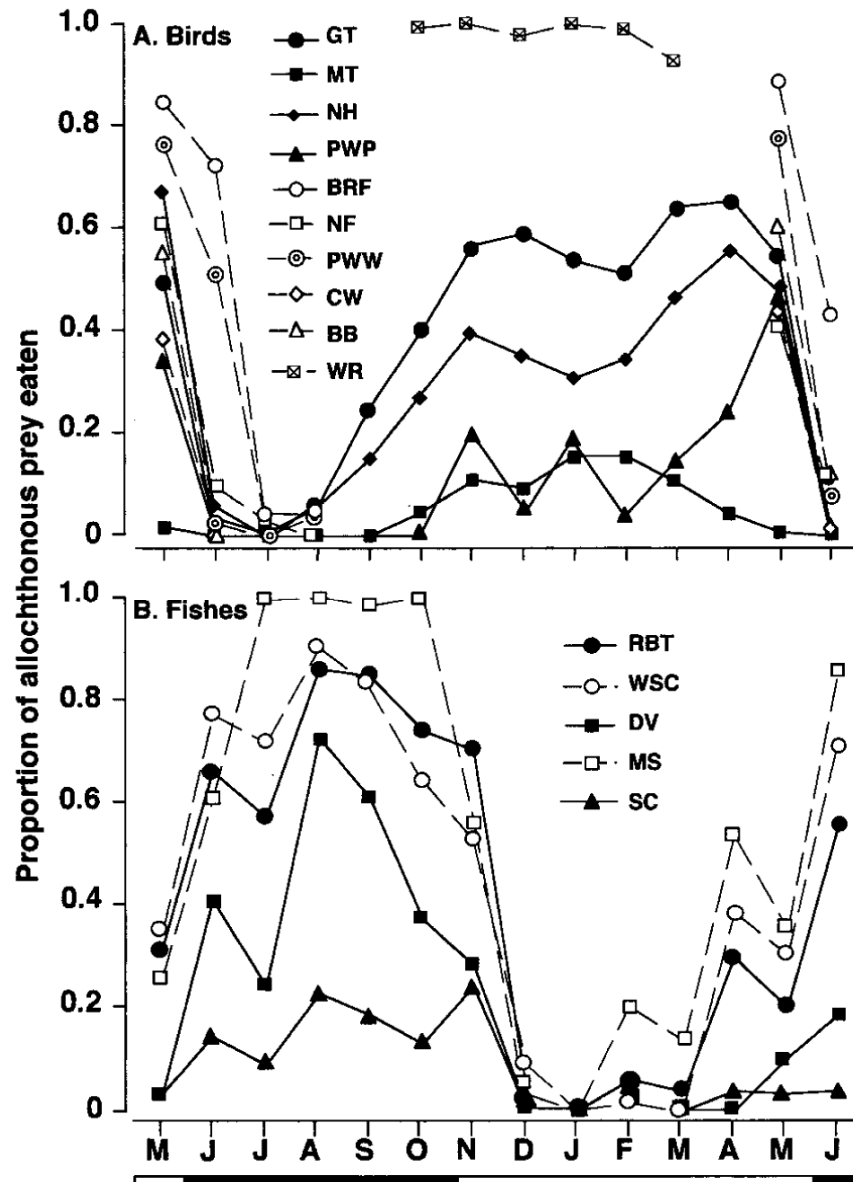 Proportion of allochthonous prey eaten
A. Birds
1.0
0.8
0.6
0.4
0.2
0
GT
MT
NH
PWP
BRF
NF
PWW
CW
BB
WR
B. Fishes
1.0
0.8
0.6
0.4
0.2
0
RBT
WSC
DV
MS
SC
M J J A S O N D J F M A M J